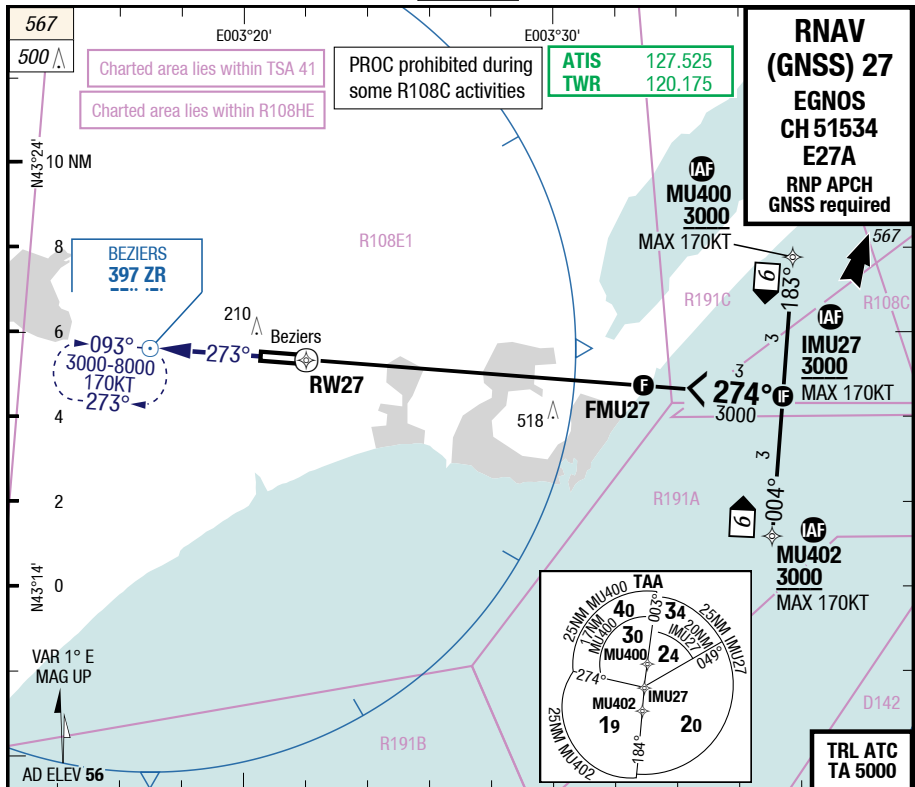 567
500
E003°20'
E003°30'
Charted area lies within TSA 41
Charted area lies within R108HE
PROC prohibited during
some R108C activities
ATIS 127.525
TWR 120.175
RNAV
(GNSS) 27
EGNOS
CH 51534
E27A
RNP APCH
GNSS required
N43°24'
10 NM
8
6
4
2
0
N43°14'
IAF
MU400
3000
MAX 170KT
567
R108E1
R191C
R108C
BEZIERS
397 ZR
9
183°
IAF
IMU27
3000
MAX 170KT
210
Beziers
093°
3000-8000
170KT
273°
273°
RW27
3
3
274°
3000
IF
F
FMU27
518
3
R191A
9
004°
IAF
MU402
3000
MAX 170KT
TAA
25NM MU400
17NM
MU400
40
003°
34
25NM IMU27
20NM
IMU27
30
24
MU400
049°
274°
MU402
IMU27
19
20
184°
25NM MU402
VAR 1° E
MAG UP
AD ELEV 56
R191B
D142
TRL ATC
TA 5000